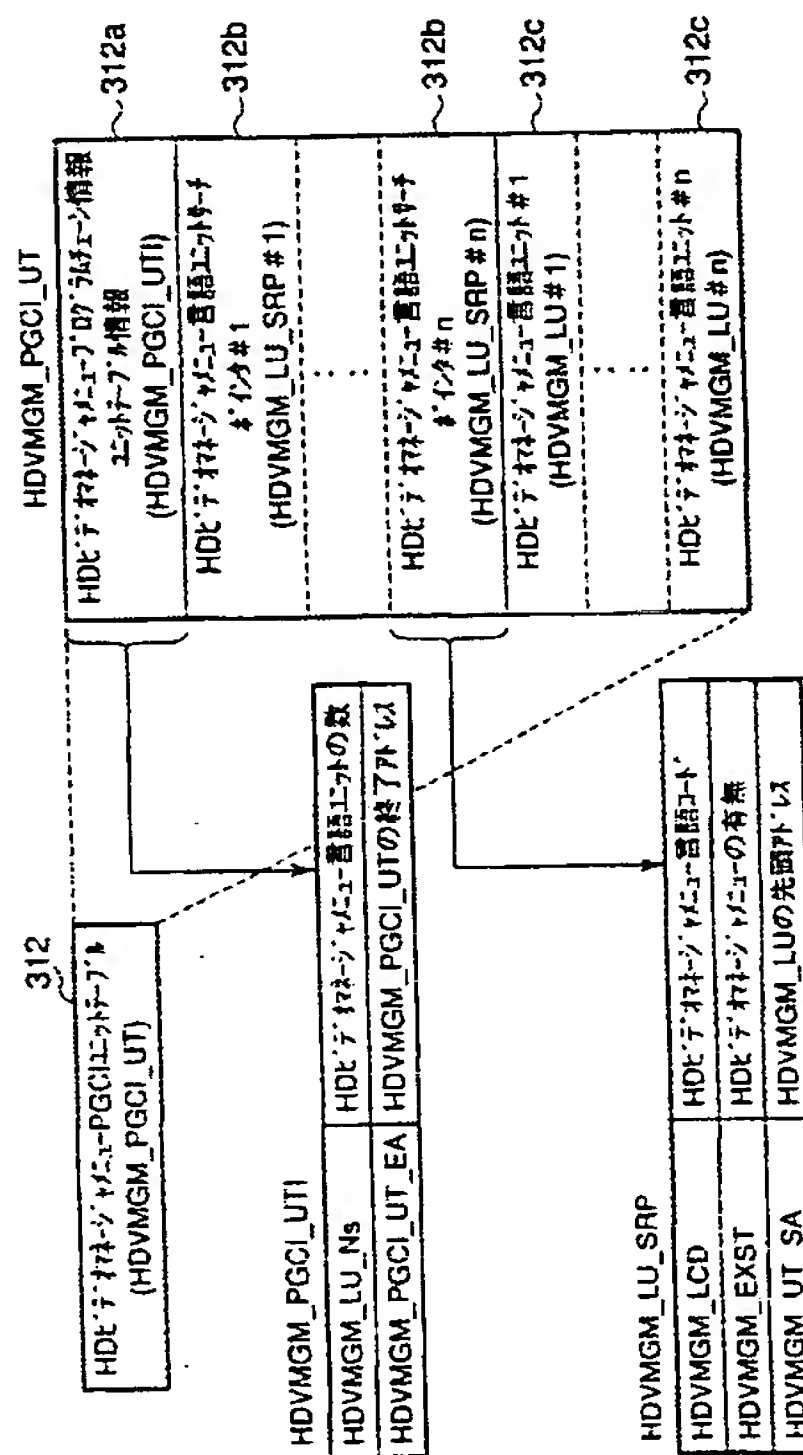 312
HDビデオマネージャメニューPGCIユニットテーブル
(HDVMGM_PGCI_UT)
HDVMGM_PGCI_UT
HDビデオマネージャメニュープログラムチェーン情報
ユニットテーブル情報
(HDVMGM_PGCI_UTI)
312a
HDビデオマネージャメニュー言語ユニットサーチ
ポインタ#1
(HDVMGM_LU_SRP#1)
312b
.....
HDビデオマネージャメニュー言語ユニットサーチ
ポインタ#n
(HDVMGM_LU_SRP#n)
312b
HDビデオマネージャメニュー言語ユニット#1
(HDVMGM_LU#1)
312c
.....
HDビデオマネージャメニュー言語ユニット#n
(HDVMGM_LU#n)
312c
HDVMGM_PGCI_UTI
HDVMGM_LU_Ns HDビデオマネージャメニュー言語ユニットの数
HDVMGM_PGCI_UT_EA HDVMGM_PGCI_UTの終了アドレス
HDVMGM_LU_SRP
HDVMGM_LCD HDビデオマネージャメニュー言語コード
HDVMGM_EXST HDビデオマネージャメニューの有無
HDVMGM_UT_SA HDVMGM_LUの先頭アドレス